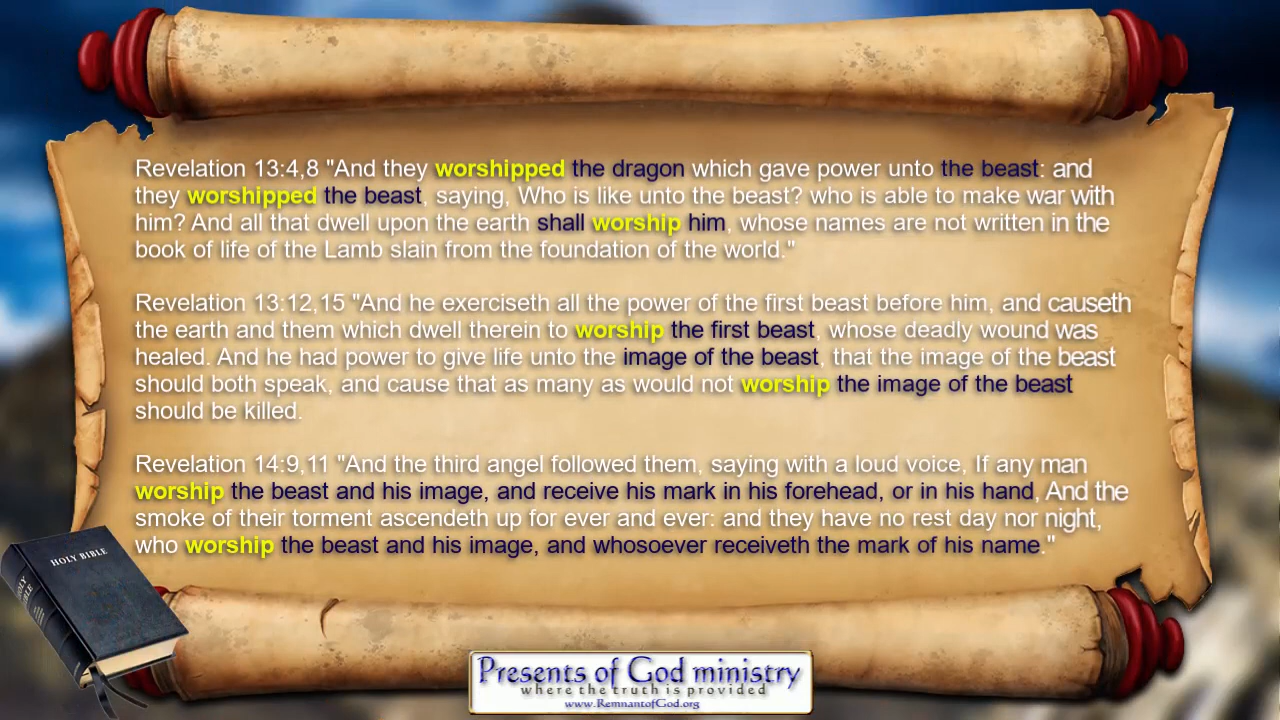 Revelation 13:4,8 "And they worshipped the dragon which gave power unto the beast: and
they worshipped the beast, saying, Who is like unto the beast? who is able to make war with
him? And all that dwell upon the earth shall worship him, whose names are not written in the
book of life of the Lamb slain from the foundation of the world."
Revelation 13:12,15 "And he exerciseth all the power of the first beast before him, and causeth
the earth and them which dwell therein to worship the first beast, whose deadly wound was
healed. And he had power to give life unto the image of the beast, that the image of the beast
should both speak, and cause that as many as would not worship the image of the beast
should be killed.
Revelation 14:9,11 "And the third angel followed them, saying with a loud voice, If any man
worship the beast and his image, and receive his mark in his forehead, or in his hand, And the
smoke of their torment ascendeth up for ever and ever: and they have no rest day nor night,
who worship the beast and his image, and whosoever receiveth the mark of his name."
HOLY BIBLE
Presents of God ministry
where the truth is provided
www.RemnantofGod.org